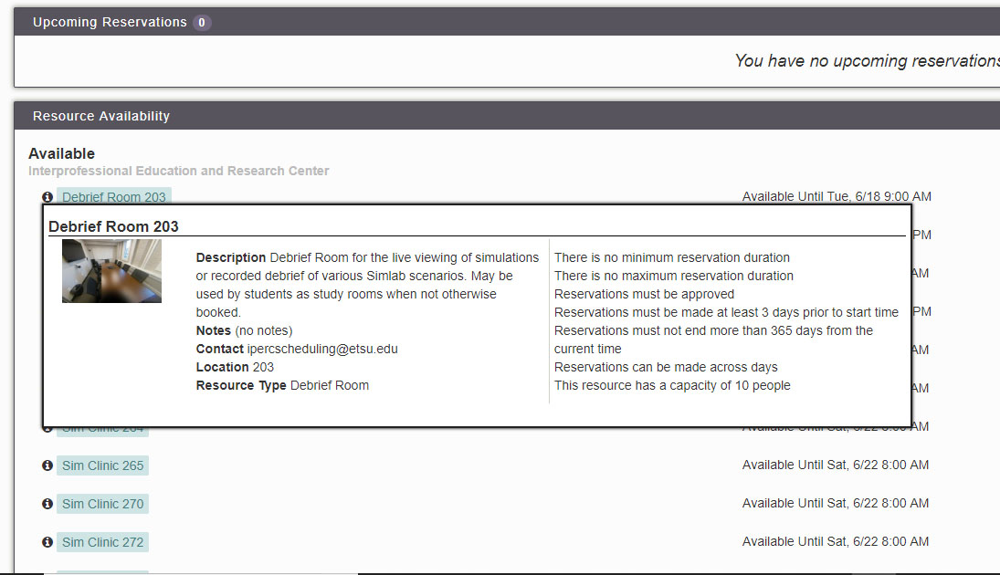 Upcoming Reservations 0
You have no upcoming reservations
Resource Availability
Available
Interprofessional Education and Research Center
Debrief Room 203
Available Until Tue, 6/18 9:00 AM
Debrief Room 203
Description Debrief Room for the live viewing of simulations
or recorded debrief of various Simlab scenarios. May be
used by students as study rooms when not otherwise
booked.
Notes (no notes)
Contact ipercscheduling@etsu.edu
Location 203
Resource Type Debrief Room
There is no minimum reservation duration
There is no maximum reservation duration
Reservations must be approved
Reservations must be made at least 3 days prior to start time
Reservations must not end more than 365 days from the
current time
Reservations can be made across days
This resource has a capacity of 10 people
PM
AM
PM
AM
AM
Sim Clinic 264
Available Until Sat, 6/22 8:00 AM
Sim Clinic 265
Available Until Sat, 6/22 8:00 AM
Sim Clinic 270
Available Until Sat, 6/22 8:00 AM
Sim Clinic 272
Available Until Sat, 6/22 8:00 AM